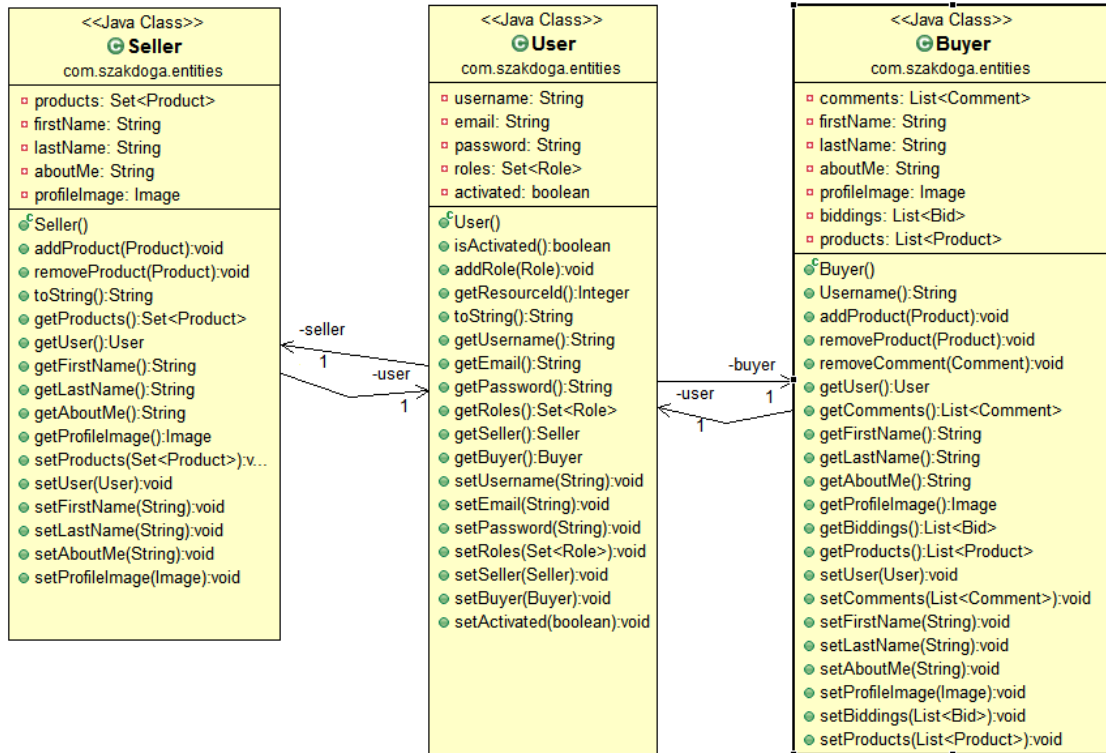 <<Java Class>>
Seller
com.szakdoga.entities
products: Set<Product>
firstName: String
lastName: String
aboutMe: String
profileImage: Image
Seller()
addProduct(Product):void
removeProduct(Product):void
toString():String
getProducts():Set<Product>
getUser():User
getFirstName():String
getLastName():String
getAboutMe():String
getProfileImage():Image
setProducts(Set<Product>):v...
setUser(User):void
setFirstName(String):void
setLastName(String):void
setAboutMe(String):void
setProfileImage(Image):void
-seller
1
-user
1
<<Java Class>>
User
com.szakdoga.entities
username: String
email: String
password: String
roles: Set<Role>
activated: boolean
User()
isActivated():boolean
addRole(Role):void
getResourceId():Integer
toString():String
getUsername():String
getEmail():String
getPassword():String
getRoles():Set<Role>
getSeller():Seller
getBuyer():Buyer
setUsername(String):void
setEmail(String):void
setPassword(String):void
setRoles(Set<Role>):void
setSeller(Seller):void
setBuyer(Buyer):void
setActivated(boolean):void
-buyer
1
-user
1
<<Java Class>>
Buyer
com.szakdoga.entities
comments: List<Comment>
firstName: String
lastName: String
aboutMe: String
profileImage: Image
biddings: List<Bid>
products: List<Product>
Buyer()
Username():String
addProduct(Product):void
removeProduct(Product):void
removeComment(Comment):void
getUser():User
getComments():List<Comment>
getFirstName():String
getLastName():String
getAboutMe():String
getProfileImage():Image
getBiddings():List<Bid>
getProducts():List<Product>
setUser(User):void
setComments(List<Comment>):void
setFirstName(String):void
setLastName(String):void
setAboutMe(String):void
setProfileImage(Image):void
setBiddings(List<Bid>):void
setProducts(List<Product>):void